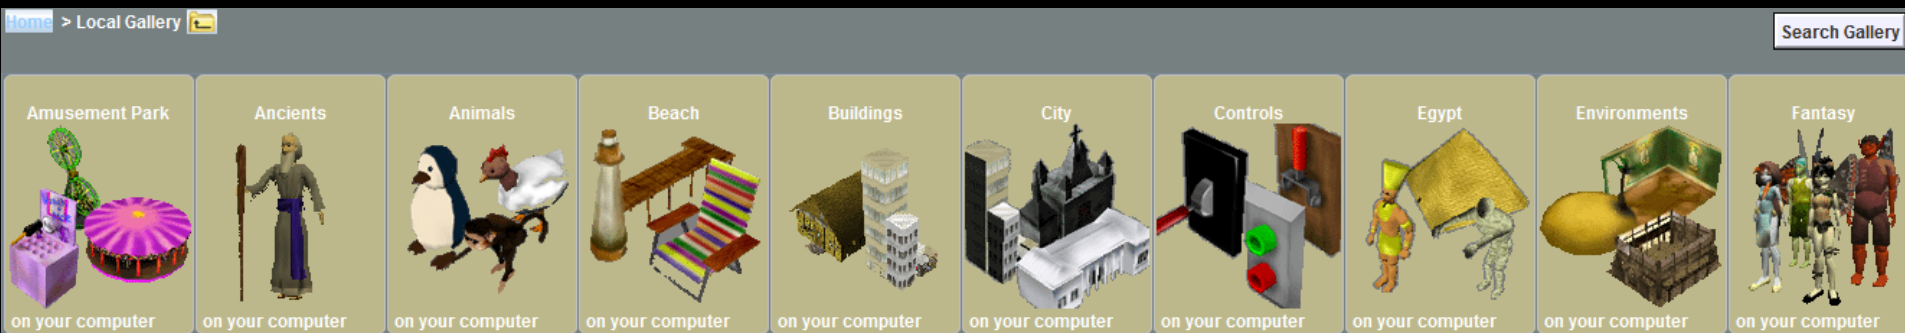 Home > Local Gallery
Search Gallery
Amusement Park
on your computer
Ancients
on your computer
Animals
on your computer
Beach
on your computer
Buildings
on your computer
City
on your computer
Controls
on your computer
Egypt
on your computer
Environments
on your computer
Fantasy
on your computer